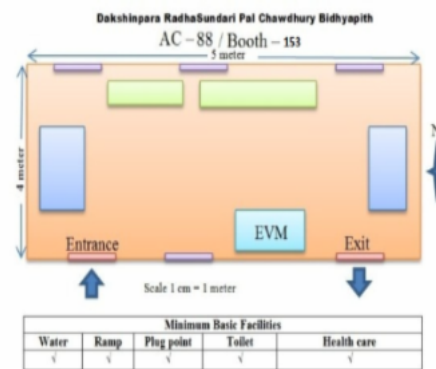 Dakshinpara RadhaSundari Pal Chawdhury Bidhyapith
AC – 88 / Booth – 153
5 meter
4 meter
N
EVM
Entrance
Exit
Scale 1 cm = 1 meter
Minimum Basic Facilities
Water Ramp Plug point Toilet Health care
√ √ √ √ √